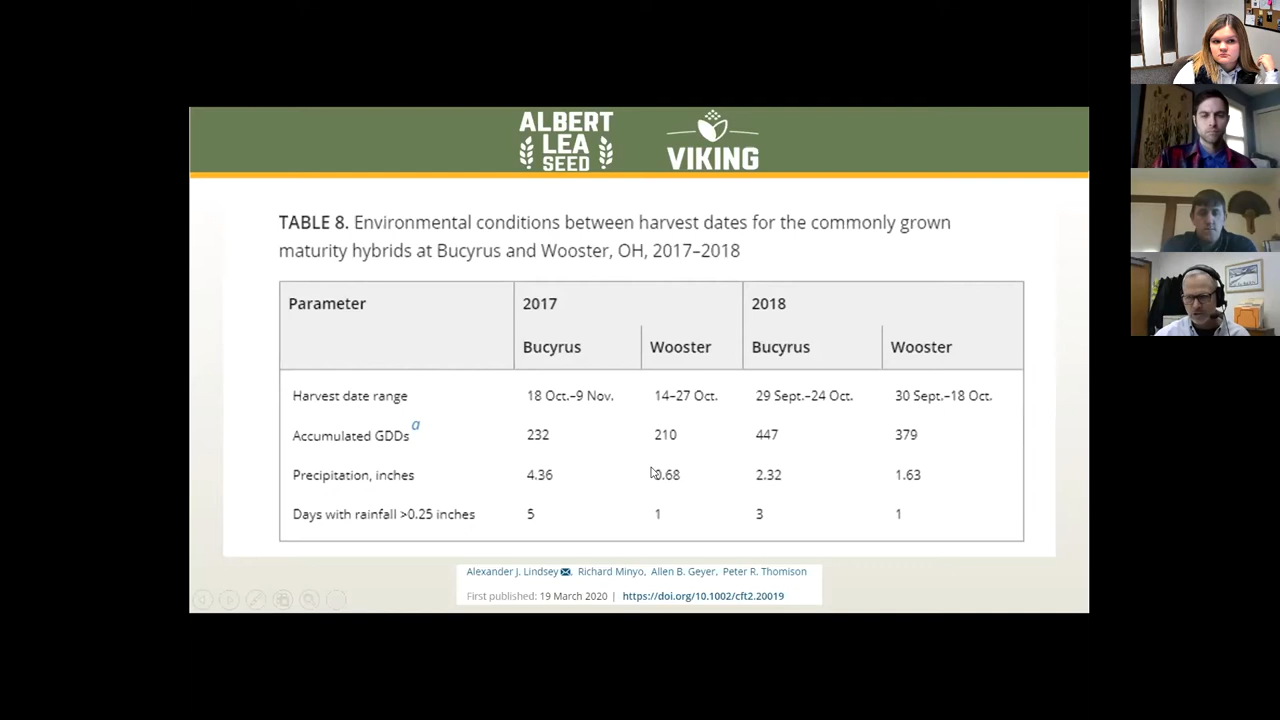 ALBERT
LEA
SEED
VIKING
TABLE 8. Environmental conditions between harvest dates for the commonly grown
maturity hybrids at Bucyrus and Wooster, OH, 2017–2018
Parameter 2017 2018
Bucyrus Wooster Bucyrus Wooster
Harvest date range 18 Oct.–9 Nov. 14–27 Oct. 29 Sept.–24 Oct. 30 Sept.–18 Oct.
Accumulated GDDs a 232 210 447 379
Precipitation, inches 4.36 0.68 2.32 1.63
Days with rainfall >0.25 inches 5 1 3 1
Alexander J. Lindsey, Richard Minyo, Allen B. Geyer, Peter R. Thomison
First published: 19 March 2020 | https://doi.org/10.1002/cft2.20019